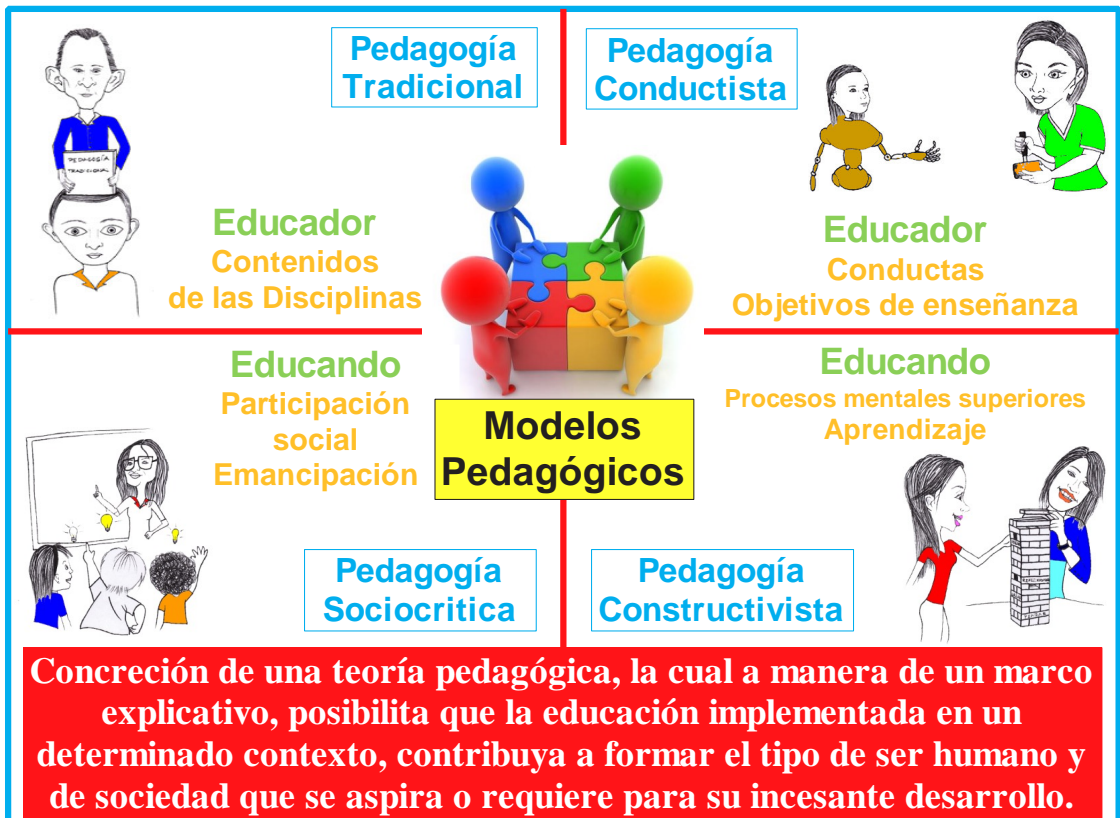 Pedagogía
Tradicional
PEDAGOGÍA
TRADICIONAL
Educador
Contenidos
de las Disciplinas
Pedagogía
Conductista
Educador
Conductas
Objetivos de enseñanza
Educando
Participación
social
Emancipación
Pedagogía
Sociocritica
Modelos
Pedagógicos
Educando
Procesos mentales superiores
Aprendizaje
Pedagogía
Constructivista
Concreción de una teoría pedagógica, la cual a manera de un marco
explicativo, posibilita que la educación implementada en un
determinado contexto, contribuya a formar el tipo de ser humano y
de sociedad que se aspira o requiere para su incesante desarrollo.